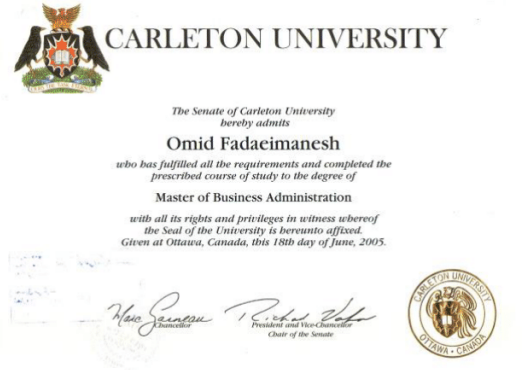 CARLETON UNIVERSITY
The Senate of Carleton University
hereby admits
Omid Fadaeimanesh
who has fulfilled all the requirements and completed the
prescribed course of study to the degree of
Master of Business Administration
with all its rights and privileges in witness whereof
the Seal of the University is hereunto affixed.
Given at Ottawa, Canada, this 18th day of June, 2005.
Marc Garneau
Chancellor
President and Vice-Chancellor
Chair of the Senate
CARLETON UNIVERSITY
OTTAWA • CANADA